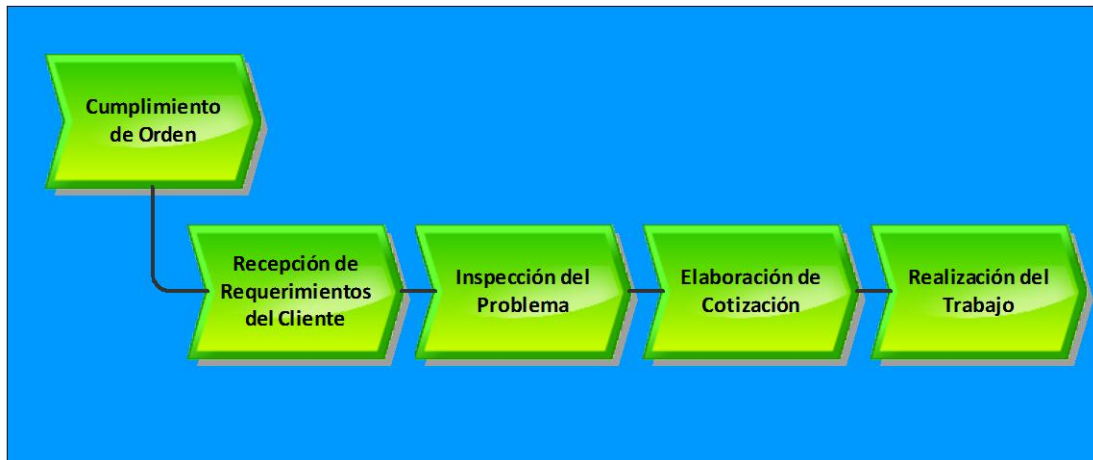 Cumplimiento
de Orden
Recepción de
Requerimientos
del Cliente
Inspección del
Problema
Elaboración de
Cotización
Realización del
Trabajo